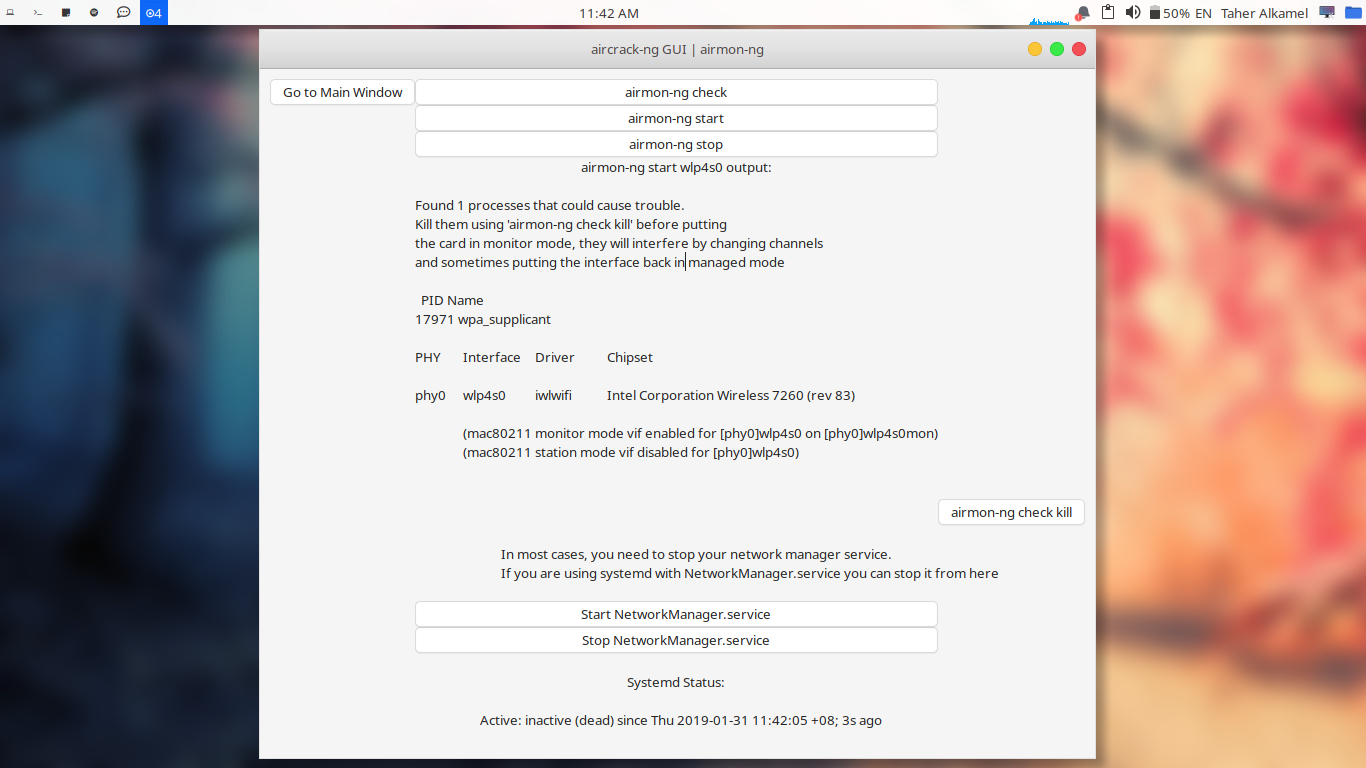 4
11:42 AM
50% EN Taher Alkamel
aircrack-ng GUI | airmon-ng
Go to Main Window
airmon-ng check
airmon-ng start
airmon-ng stop
airmon-ng start wlp4s0 output:
Found 1 processes that could cause trouble.
Kill them using 'airmon-ng check kill' before putting
the card in monitor mode, they will interfere by changing channels
and sometimes putting the interface back in managed mode
PID Name
17971 wpa_supplicant
PHY Interface Driver Chipset
phy0 wlp4s0 iwlwifi Intel Corporation Wireless 7260 (rev 83)
(mac80211 monitor mode vif enabled for [phy0]wlp4s0 on [phy0]wlp4s0mon)
(mac80211 station mode vif disabled for [phy0]wlp4s0)
airmon-ng check kill
In most cases, you need to stop your network manager service.
If you are using systemd with NetworkManager.service you can stop it from here
Start NetworkManager.service
Stop NetworkManager.service
Systemd Status:
Active: inactive (dead) since Thu 2019-01-31 11:42:05 +08; 3s ago